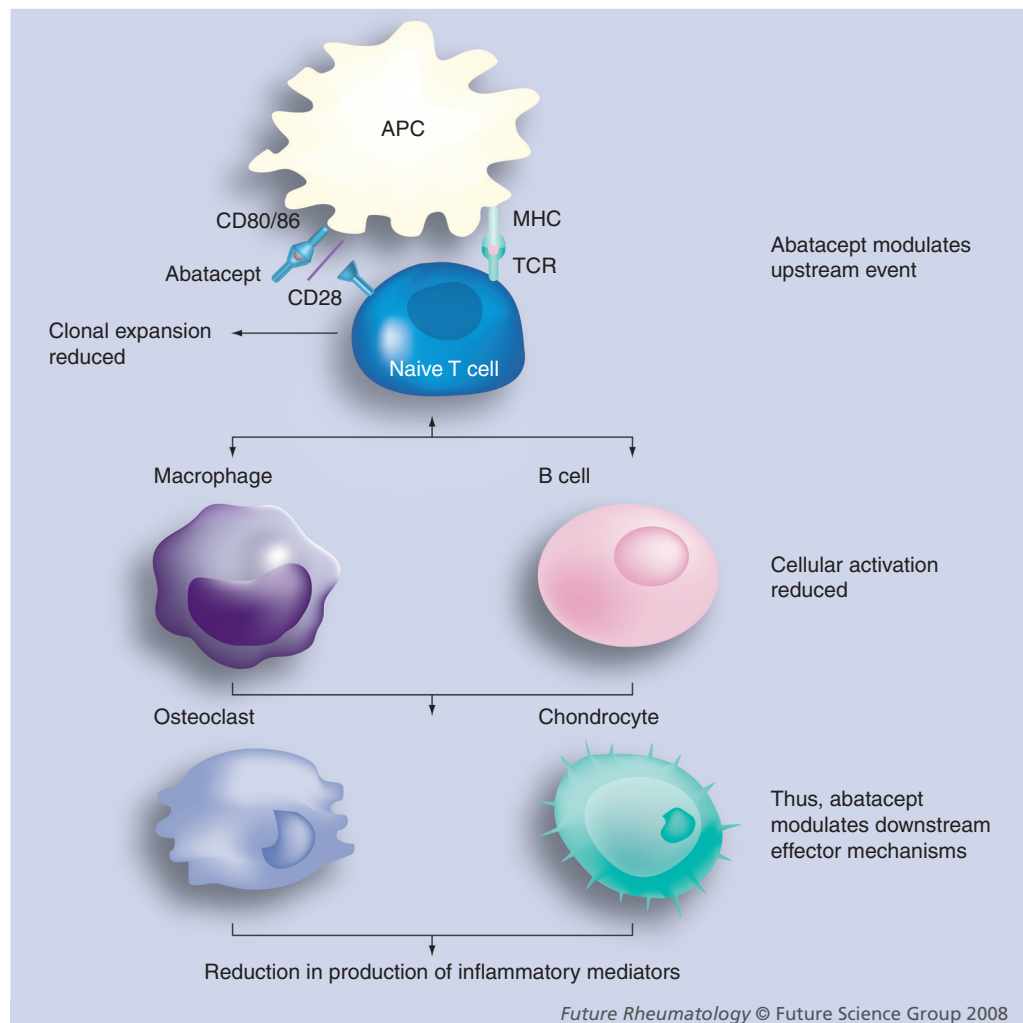 APC
CD80/86
MHC
Abatacept
TCR
CD28
Abatacept modulates
upstream event
Clonal expansion
reduced
Naive T cell
Macrophage
B cell
Cellular activation
reduced
Osteoclast
Chondrocyte
Thus, abatacept
modulates downstream
effector mechanisms
Reduction in production of inflammatory mediators
Future Rheumatology © Future Science Group 2008